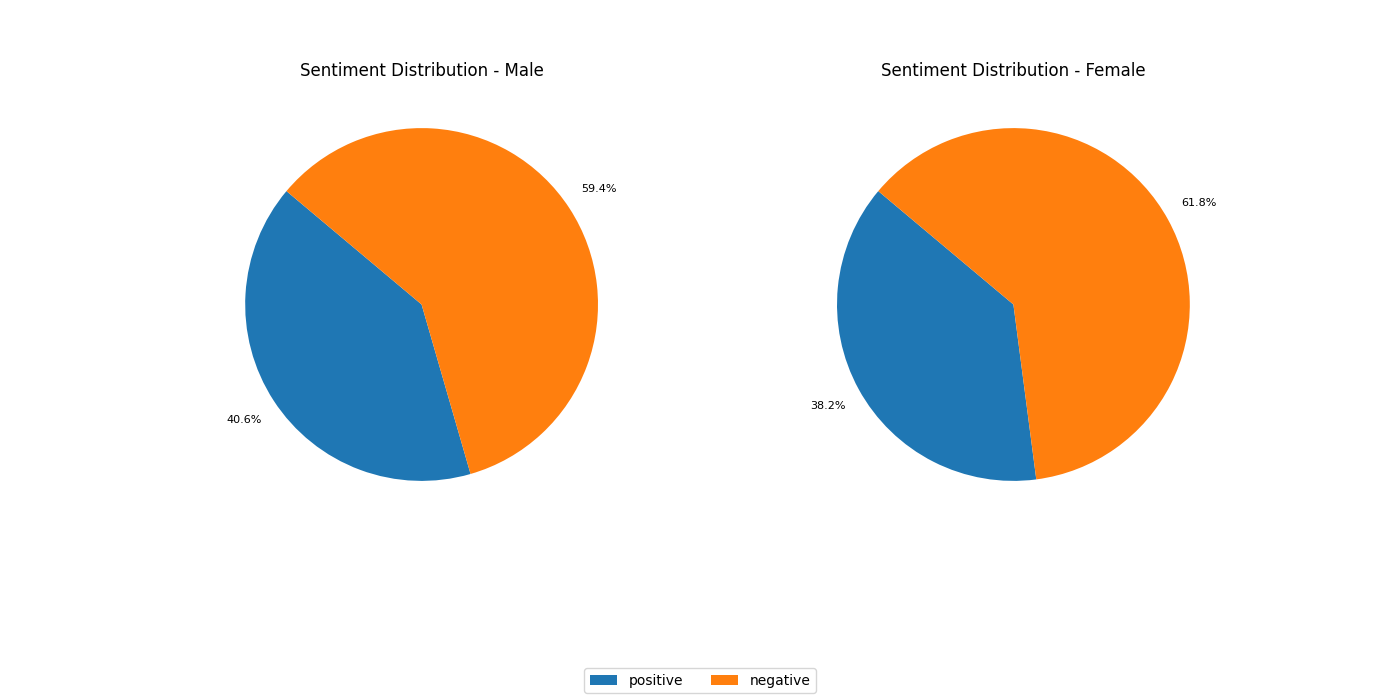 Sentiment Distribution - Male
59.4%
40.6%
Sentiment Distribution - Female
61.8%
38.2%
positive
negative